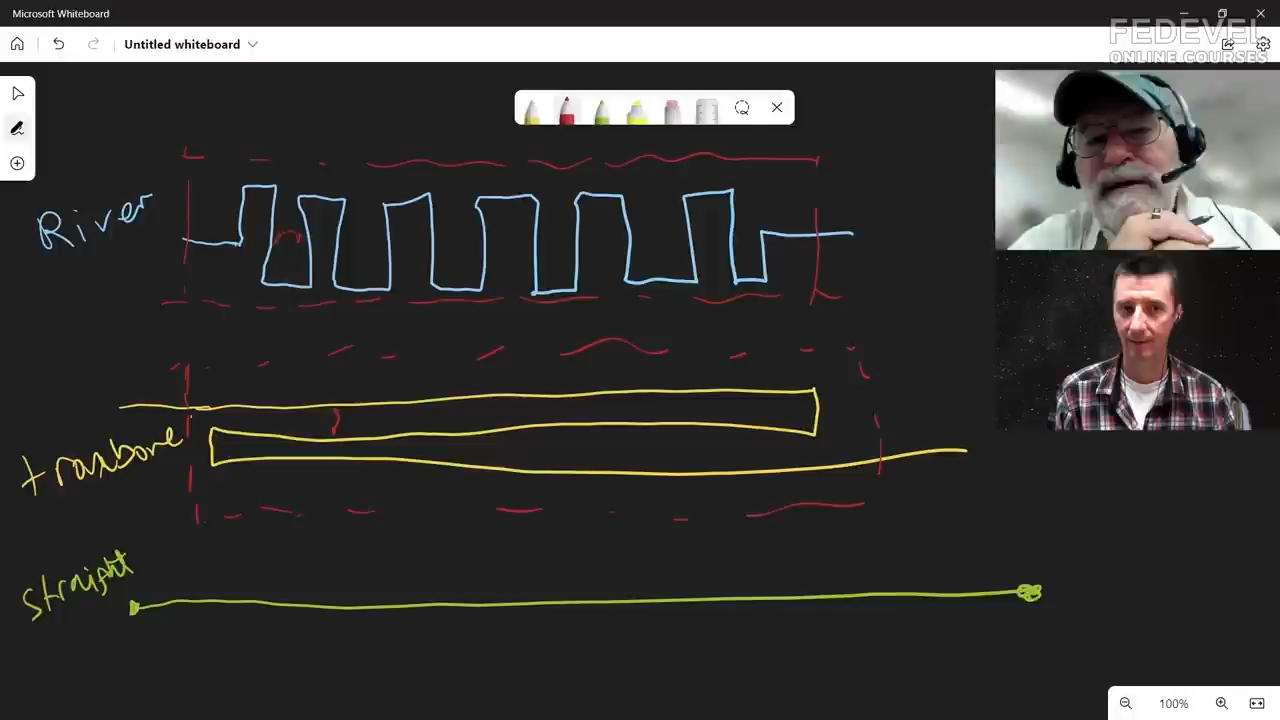 Microsoft Whiteboard
Untitled whiteboard
FEDEVEL
ONLINE COURSES
River
trombone
straight
100%